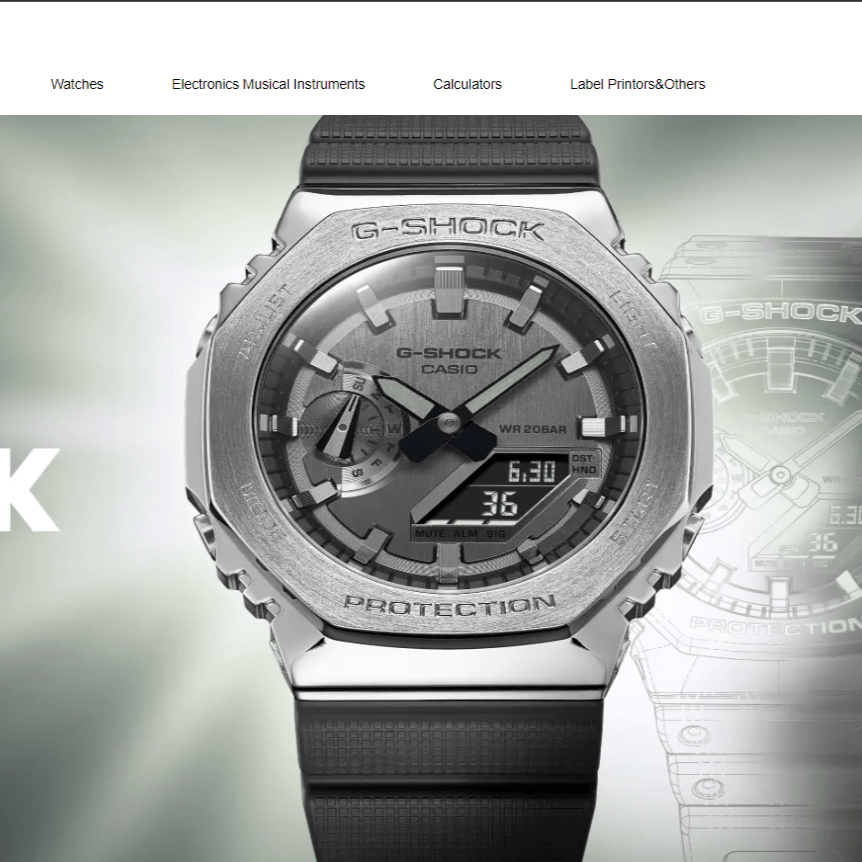 Watches
Electronics Musical Instruments
Calculators
Label Printors&Others
G-SHOCK
ADJUST
LIGHT
G-SHOCK
CASIO
SU
W
F
S
WR 20BAR
DST
HND
6.30
36
MUTE ALM SIG
MODE
START
PROTECTION
K
G-SHOCK
G-SHOCK
CASIO
6.30
36
PROTECTION